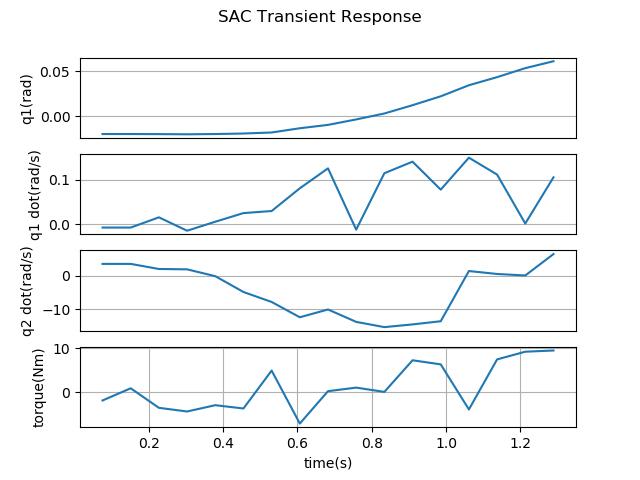 SAC Transient Response
q1(rad)
0.05
0.00
q1 dot(rad/s)
0.1
0.0
q2 dot(rad/s)
0
−10
torque(Nm)
10
0
0.2 0.4 0.6 0.8 1.0 1.2
time(s)